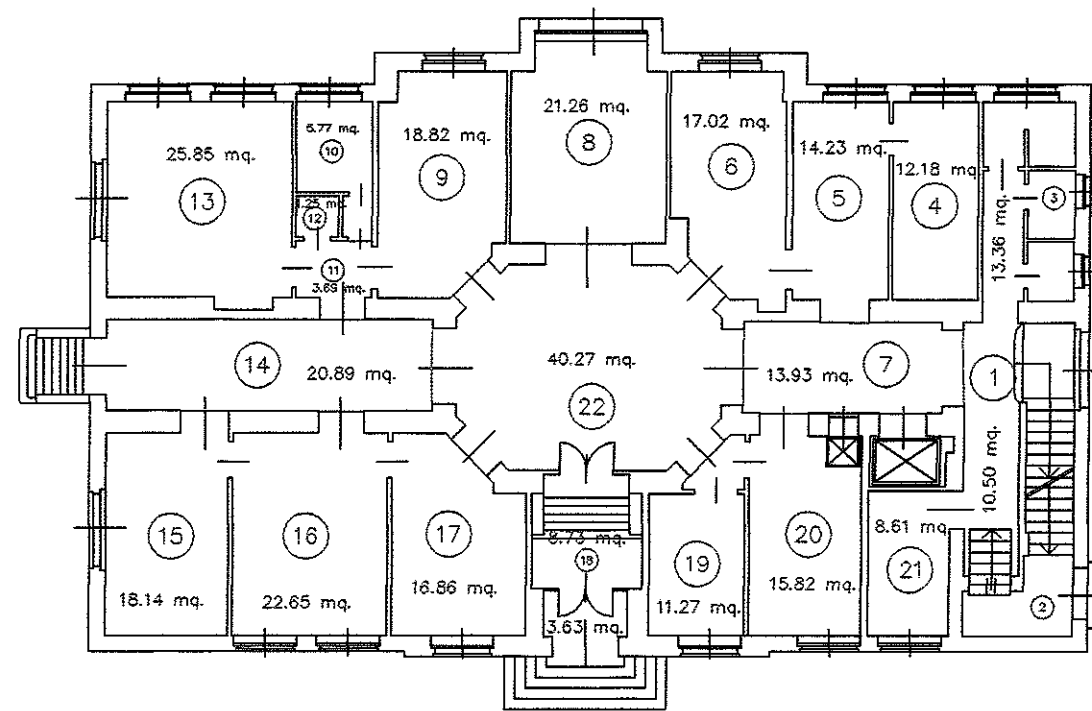 21.26 mq.
8
5.77 mq.
10
18.82 mq.
9
17.02 mq.
6
25.85 mq.
13
14.23 mq.
5
12.18 mq.
4
3
1.25 mq.
12
13.36 mq.
11
3.69 mq.
14
20.89 mq.
40.27 mq.
22
13.93 mq.
7
1
10.50 mq.
15
18.14 mq.
16
22.65 mq.
17
16.86 mq.
8.73 mq.
18
3.63 mq.
19
11.27 mq.
20
15.82 mq.
8.61 mq.
21
2